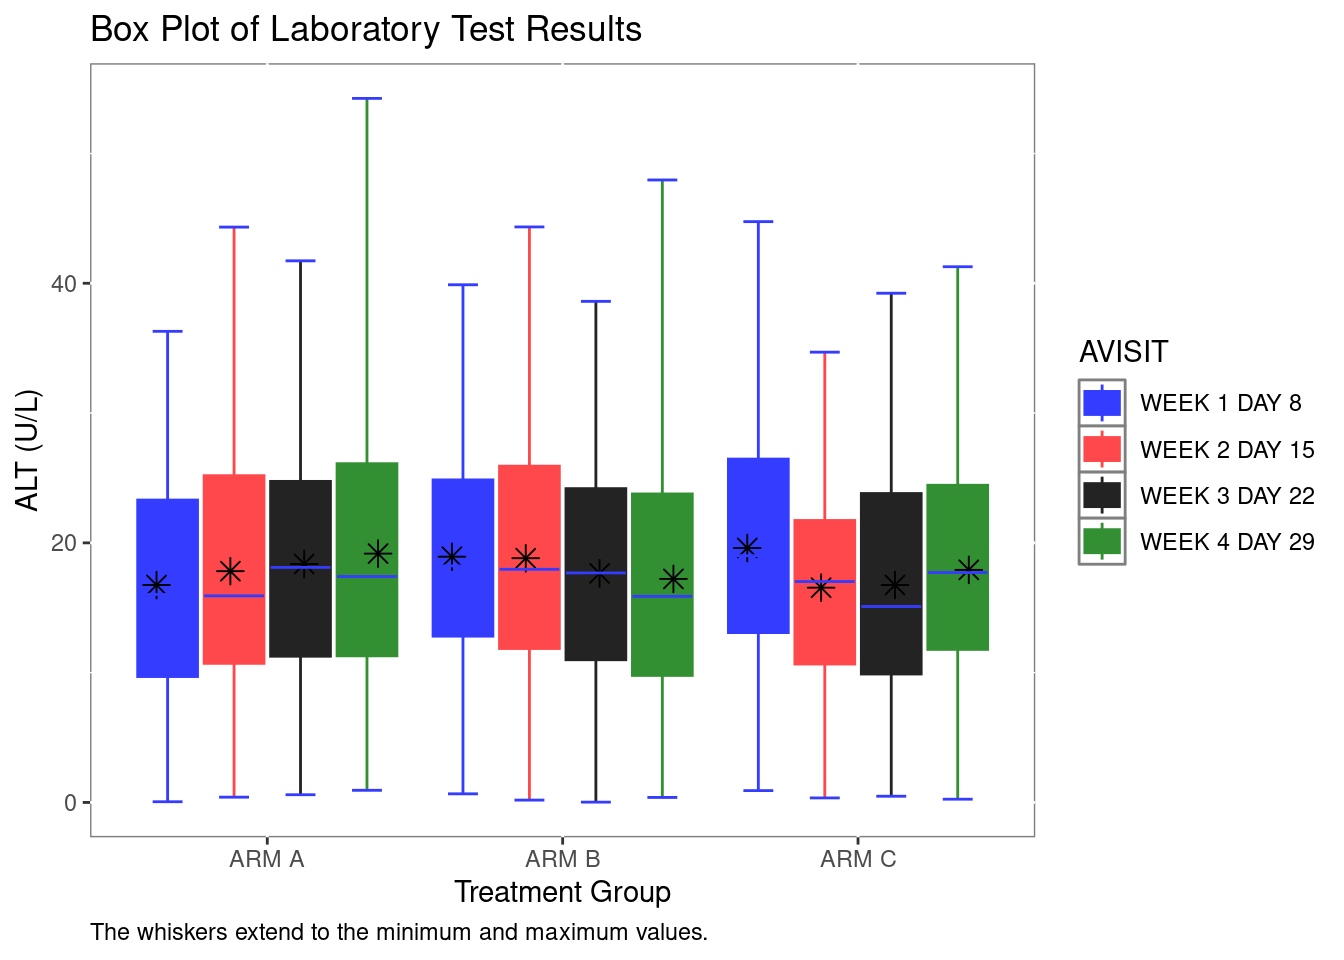 Box Plot of Laboratory Test Results
ALT (U/L)
40
20
0
ARM A
ARM B
ARM C
Treatment Group
AVISIT
WEEK 1 DAY 8
WEEK 2 DAY 15
WEEK 3 DAY 22
WEEK 4 DAY 29
The whiskers extend to the minimum and maximum values.